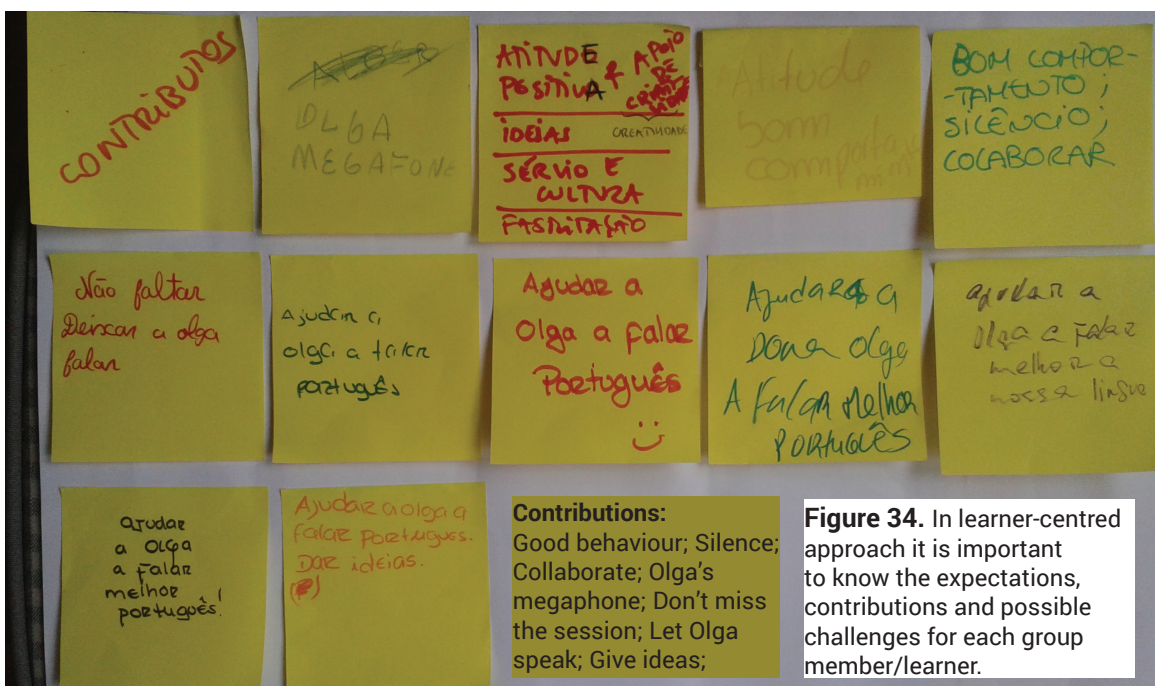 CONTRIBUTOS
OLGA
MEGAFONE
ATITUDE
POSITIVA & APOIO
DE
CRIATIVIDADE
CREATIVIDADE
IDEIAS
SÉRVIO E
CULTURA
Atitude
bom
comportam
BOM COMPOR-
-TAMENTO;
SILÊNCIO;
COLABORAR
Não faltar
Deixar a olga
falar
Ajudar a
olga a falar
português
Ayudar a
Olga a falar
Português
Ajudar a
Dona Olga
A falar Melhor
PORTUGUÊS
ajudar a
Olga a Falar
melhor a
nossa lingua
ajudar
a OLGA
a Falar
melhor
português!
Ajudar a olga a
falar português.
Dar ideias.
Contributions:
Good behaviour; Silence;
Collaborate; Olga's
megaphone; Don't miss
the session; Let Olga
speak; Give ideas;
Figure 34. In learner-centred
approach it is important
to know the expectations,
contributions and possible
challenges for each group
member/learner.